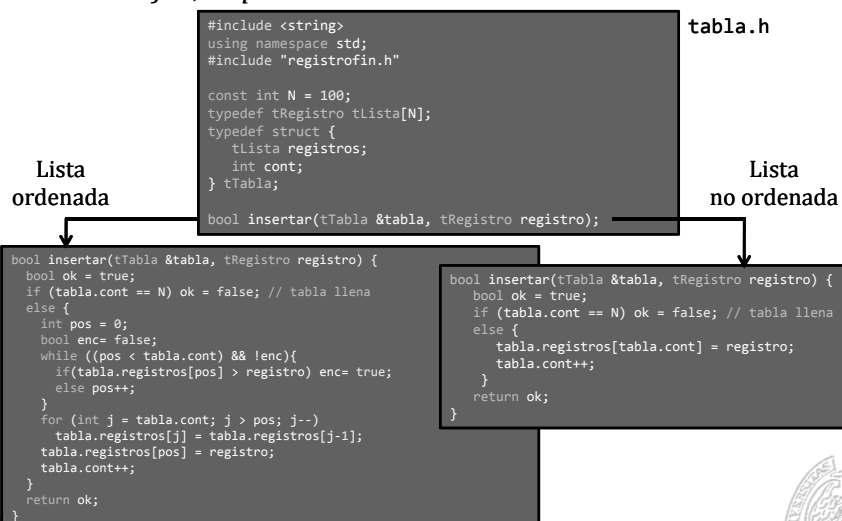 #include <string>
using namespace std;
#include "registrofin.h"
const int N = 100;
typedef tRegistro tLista[N];
typedef struct {
tLista registros;
int cont;
} tTabla;
bool insertar(tTabla &tabla, tRegistro registro);
tabla.h
Lista
ordenada
Lista
no ordenada
bool insertar(tTabla &tabla, tRegistro registro) {
bool ok = true;
if (tabla.cont == N) ok = false; // tabla llena
else {
int pos = 0;
bool enc= false;
while ((pos < tabla.cont) && !enc){
if(tabla.registros[pos] > registro) enc= true;
else pos++;
}
for (int j = tabla.cont; j > pos; j--)
tabla.registros[j] = tabla.registros[j-1];
tabla.registros[pos] = registro;
tabla.cont++;
}
return ok;
}
bool insertar(tTabla &tabla, tRegistro registro) {
bool ok = true;
if (tabla.cont == N) ok = false; // tabla llena
else {
tabla.registros[tabla.cont] = registro;
tabla.cont++;
}
return ok;
}